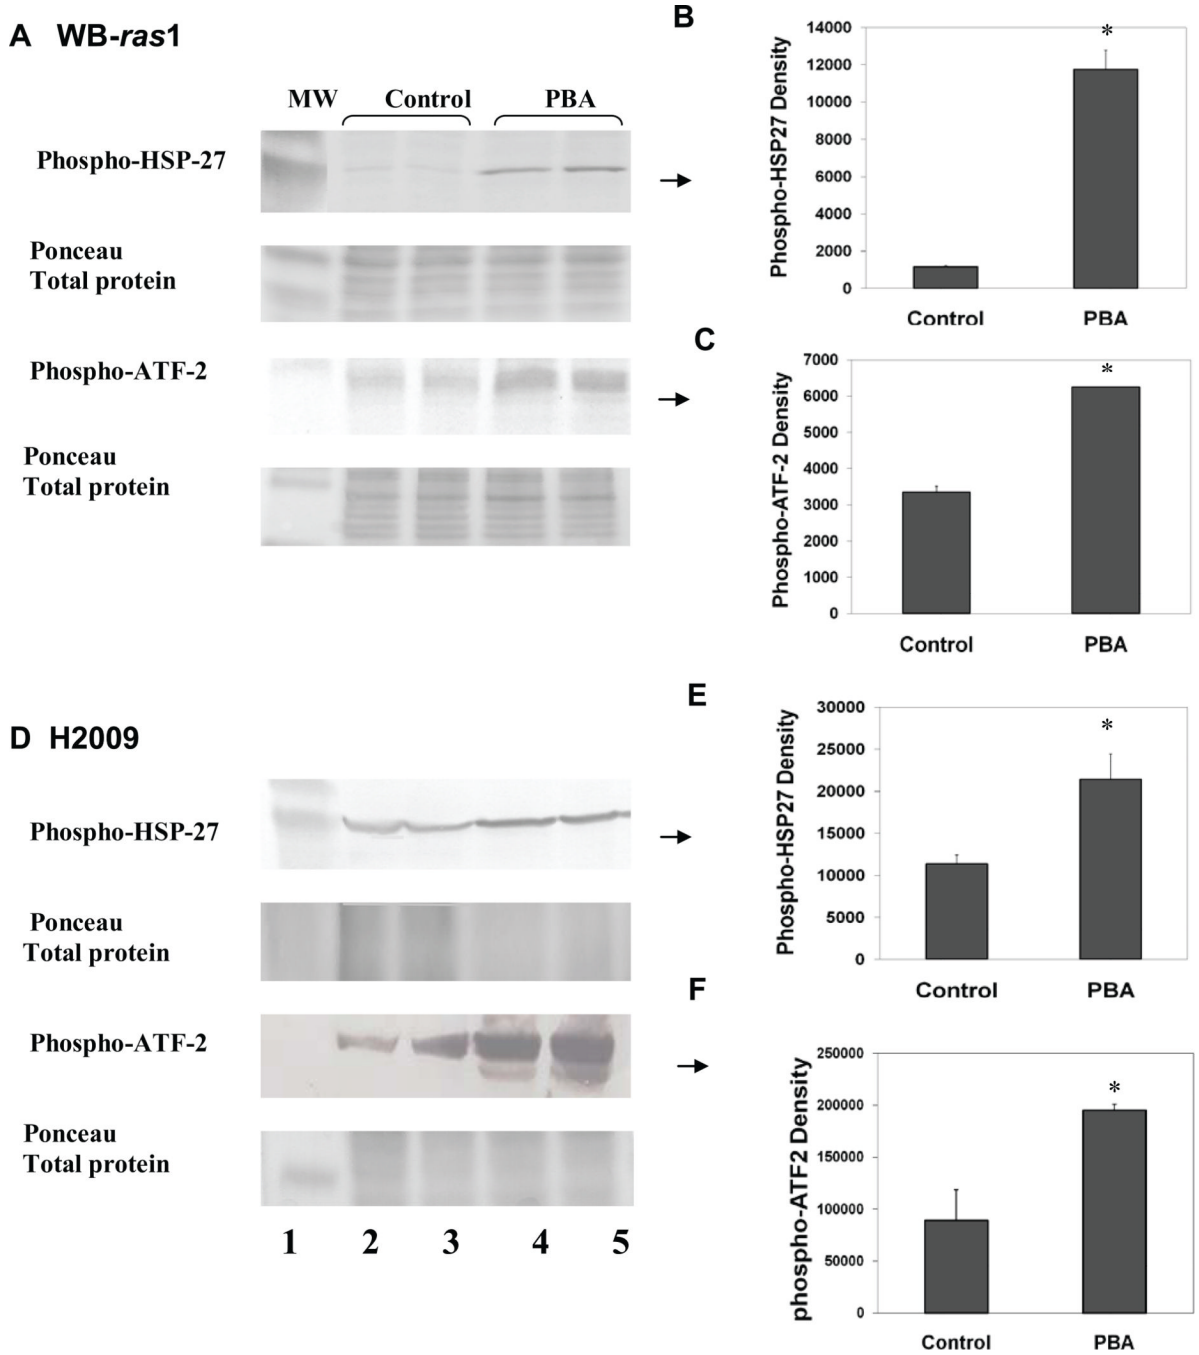 A WB-ras1
MW Control PBA
Phospho-HSP-27
Ponceau
Total protein
Phospho-ATF-2
Ponceau
Total protein
B
Phospho-HSP27 Density
14000
12000
10000
8000
6000
4000
2000
0
*
Control PBA
C
Phospho-ATF-2 Density
7000
6000
5000
4000
3000
2000
1000
0
*
Control PBA
D H2009
Phospho-HSP-27
Ponceau
Total protein
Phospho-ATF-2
Ponceau
Total protein
1 2 3 4 5
E
Phospho-HSP27 Density
30000
25000
20000
15000
10000
5000
0
*
Control PBA
F
phospho-ATF2 Density
250000
200000
150000
100000
50000
0
*
Control PBA